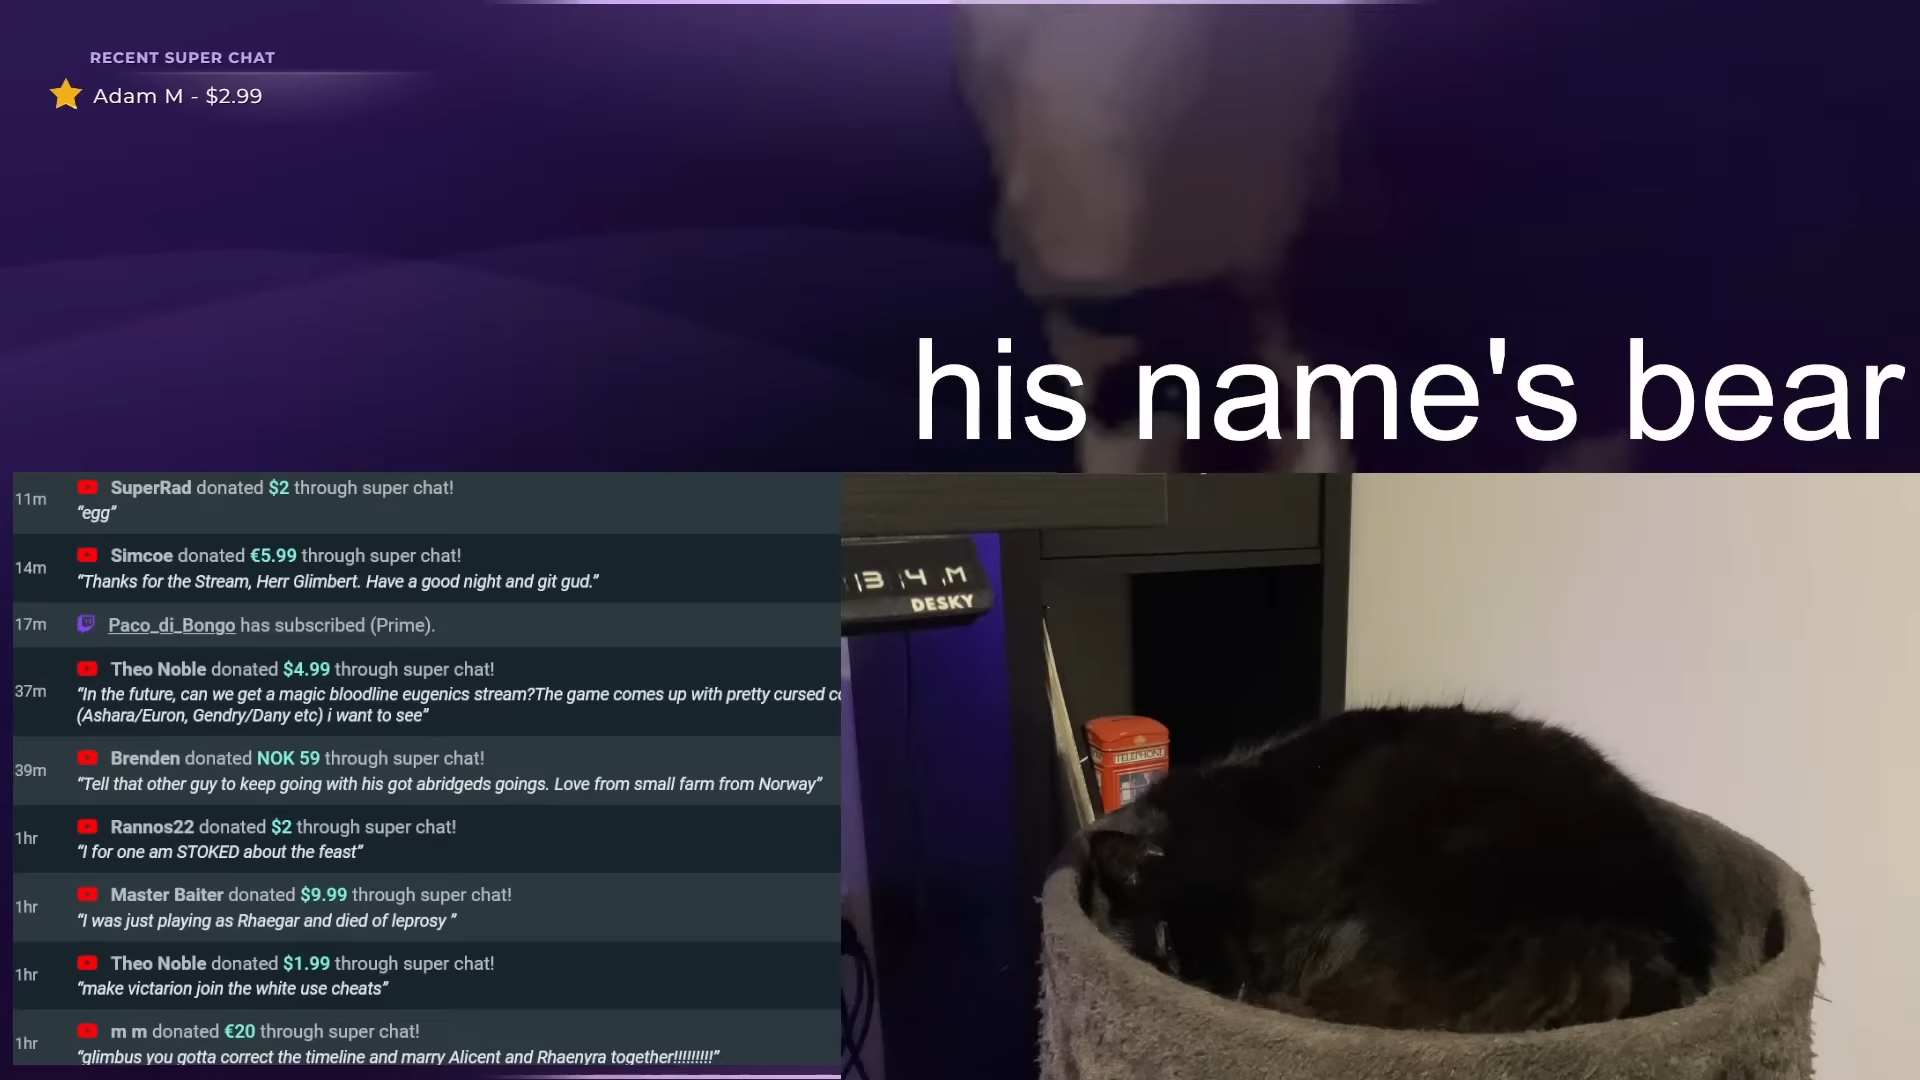 RECENT SUPER CHAT
Adam M - $2.99
his name's bear
11m
SuperRad donated $2 through super chat!
“egg”
14m
Simcoe donated €5.99 through super chat!
“Thanks for the Stream, Herr Glimbert. Have a good night and git gud.”
17m
Paco_di_Bongo has subscribed (Prime).
37m
Theo Noble donated $4.99 through super chat!
“In the future, can we get a magic bloodline eugenics stream?The game comes up with pretty cursed
(Ashara/Euron, Gendry/Dany etc) i want to see”
39m
Brenden donated NOK 59 through super chat!
“Tell that other guy to keep going with his got abridgeds goings. Love from small farm from Norway”
1hr
Rannos22 donated $2 through super chat!
“I for one am STOKED about the feast”
1hr
Master Baiter donated $9.99 through super chat!
“I was just playing as Rhaegar and died of leprosy ”
1hr
Theo Noble donated $1.99 through super chat!
“make victarion join the white use cheats”
1hr
m m donated €20 through super chat!
“glimbus you gotta correct the timeline and marry Alicent and Rhaenyra together!!!!!!!!!”
DESKY
TELEPHONE